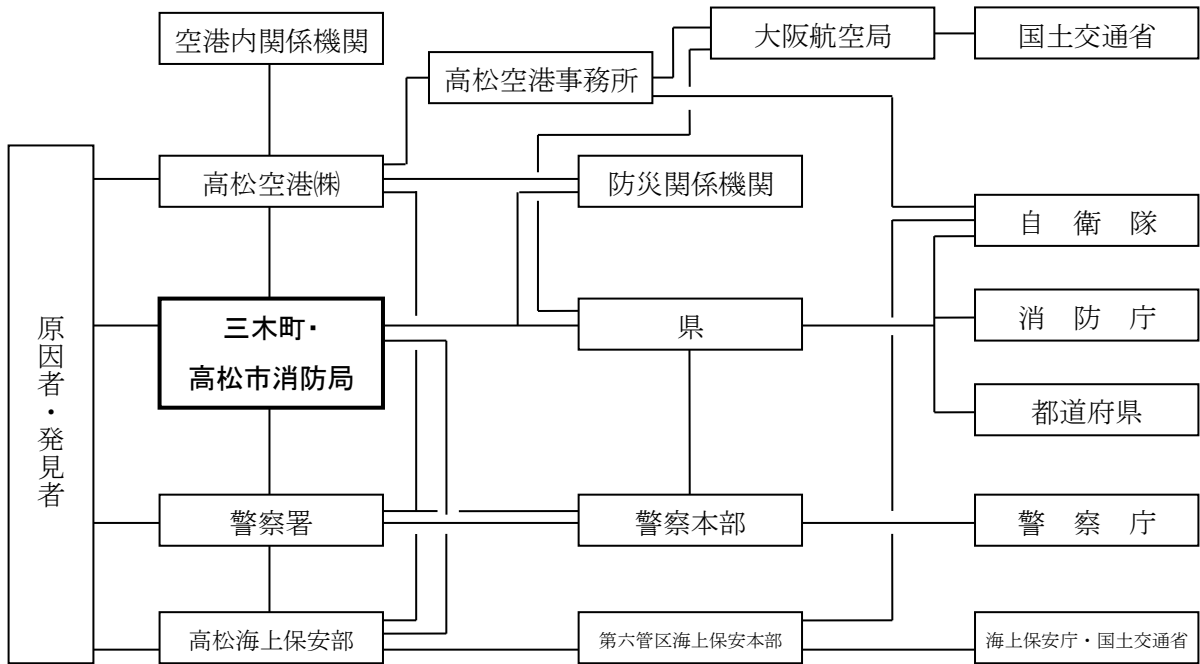 空港内関係機関
大阪航空局
国土交通省
高松空港事務所
高松空港㈱
防災関係機関
自衛隊
原因者・発見者
三木町・
高松市消防局
県
消防庁
都道府県
警察署
警察本部
警察庁
高松海上保安部
第六管区海上保安本部
海上保安庁・国土交通省